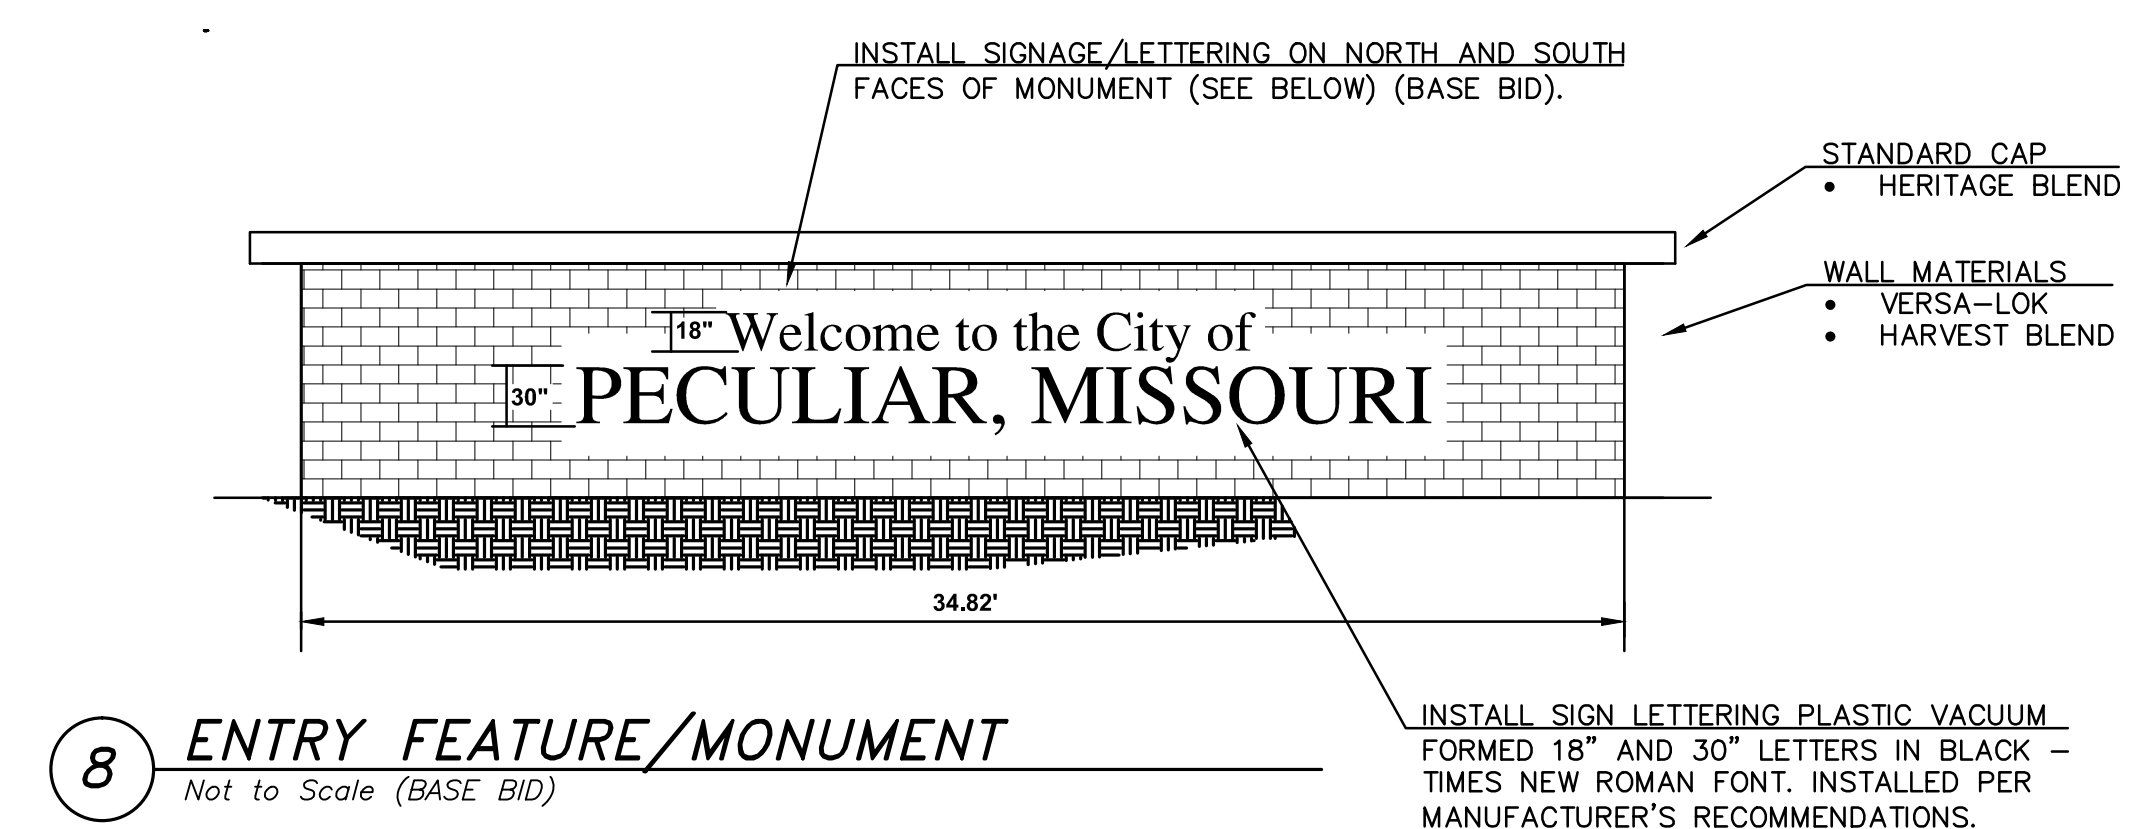 INSTALL SIGNAGE/LETTERING ON NORTH AND SOUTH
FACES OF MONUMENT (SEE BELOW) (BASE BID).
STANDARD CAP
• HERITAGE BLEND
WALL MATERIALS
• VERSA-LOK
• HARVEST BLEND
18" Welcome to the City of
30" PECULIAR, MISSOURI
34.82'
8 ENTRY FEATURE/MONUMENT
Not to Scale (BASE BID)
INSTALL SIGN LETTERING PLASTIC VACUUM
FORMED 18" AND 30" LETTERS IN BLACK –
TIMES NEW ROMAN FONT. INSTALLED PER
MANUFACTURER'S RECOMMENDATIONS.